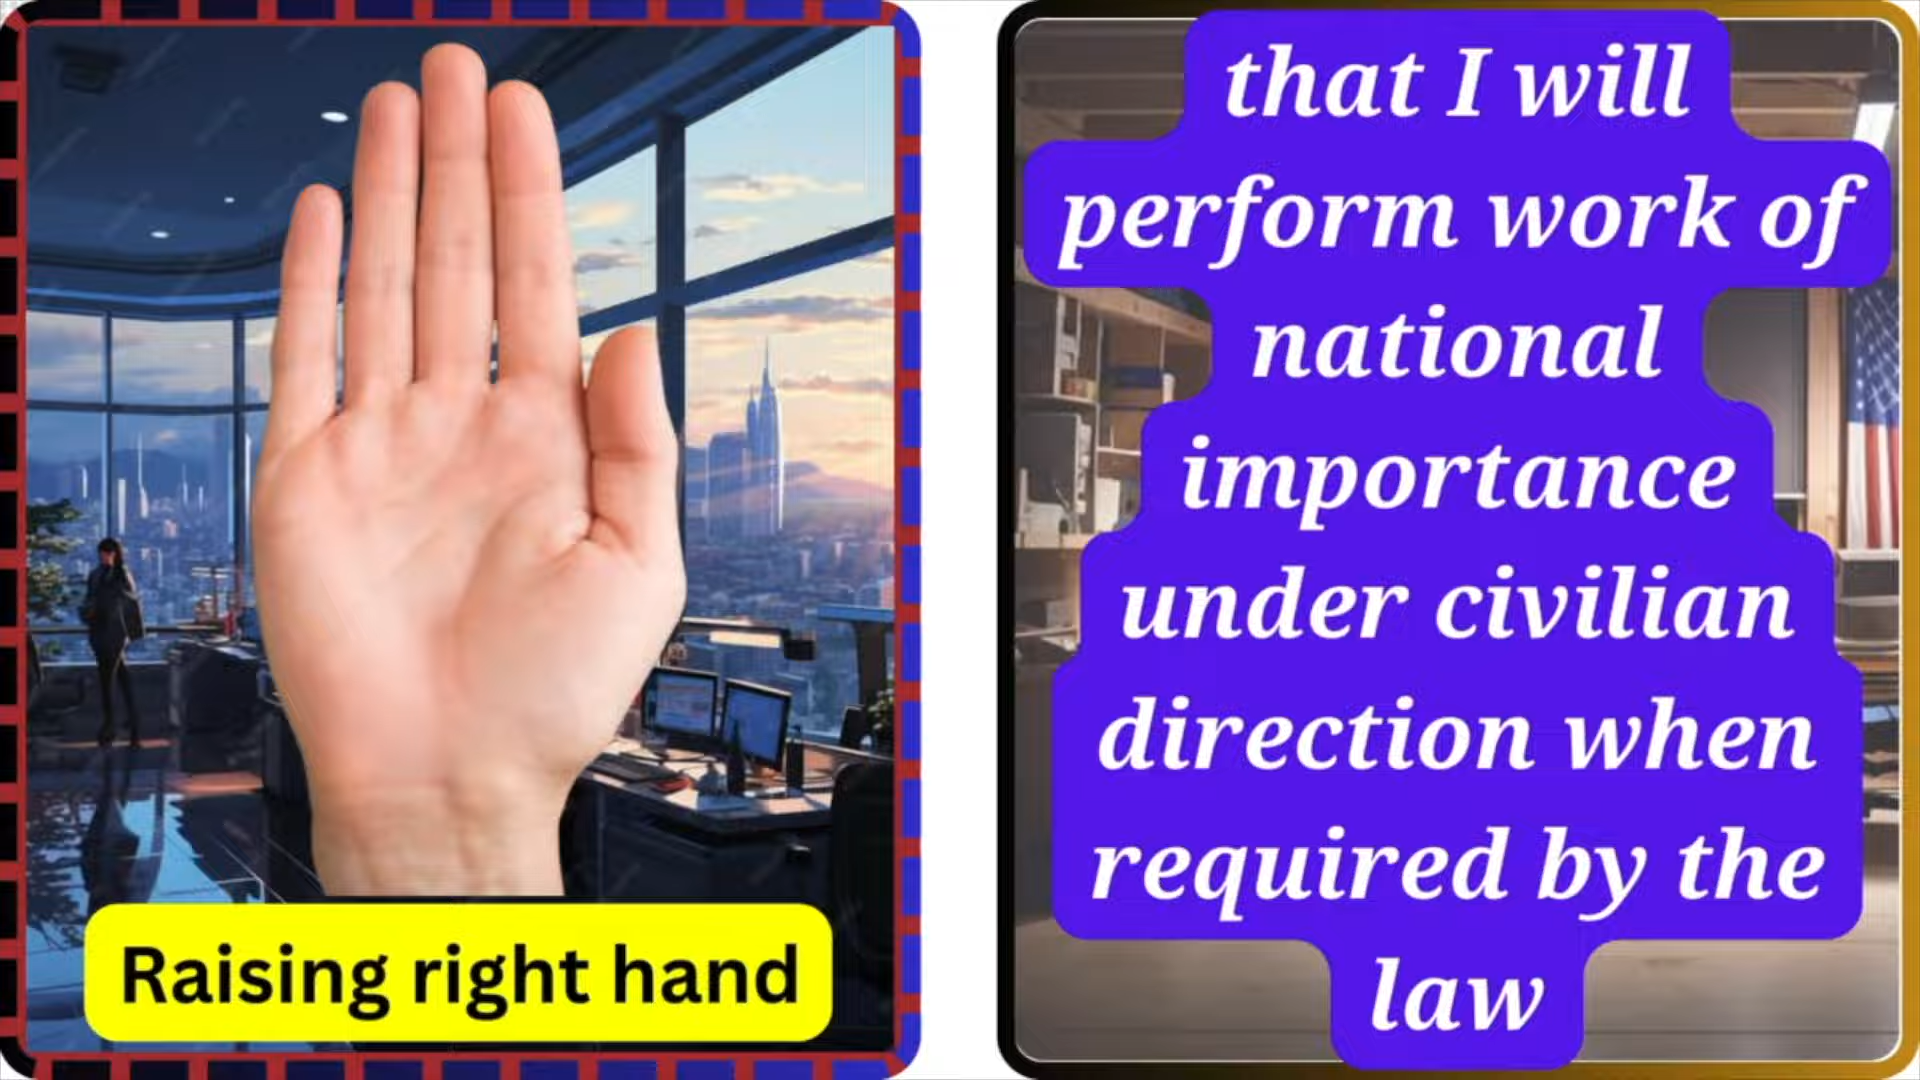 Raising right hand
that I will
perform work of
national
importance
under civilian
direction when
required by the
law